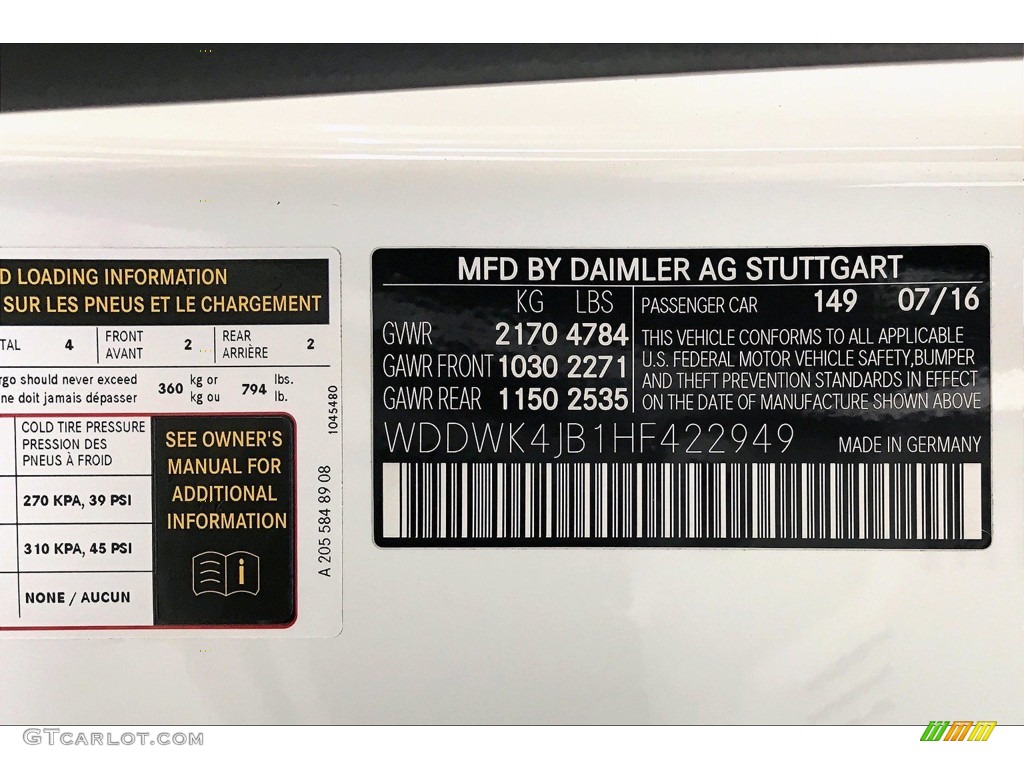 D LOADING INFORMATION
SUR LES PNEUS ET LE CHARGEMENT
TAL 4 FRONT AVANT 2 REAR ARRIÈRE 2
rgo should never exceed
ne doit jamais dépasser
360 kg or kg ou 794 lbs. lb.
COLD TIRE PRESSURE
PRESSION DES
PNEUS À FROID
270 KPA, 39 PSI
310 KPA, 45 PSI
NONE / AUCUN
SEE OWNER'S
MANUAL FOR
ADDITIONAL
INFORMATION
i
1045480
A 205 584 89 08
MFD BY DAIMLER AG STUTTGART
KG LBS
GVWR 2170 4784
GAWR FRONT 1030 2271
GAWR REAR 1150 2535
PASSENGER CAR 149 07/16
THIS VEHICLE CONFORMS TO ALL APPLICABLE
U.S. FEDERAL MOTOR VEHICLE SAFETY,BUMPER
AND THEFT PREVENTION STANDARDS IN EFFECT
ON THE DATE OF MANUFACTURE SHOWN ABOVE
WDDWK4JB1HF422949 MADE IN GERMANY
GTCARLOT.COM